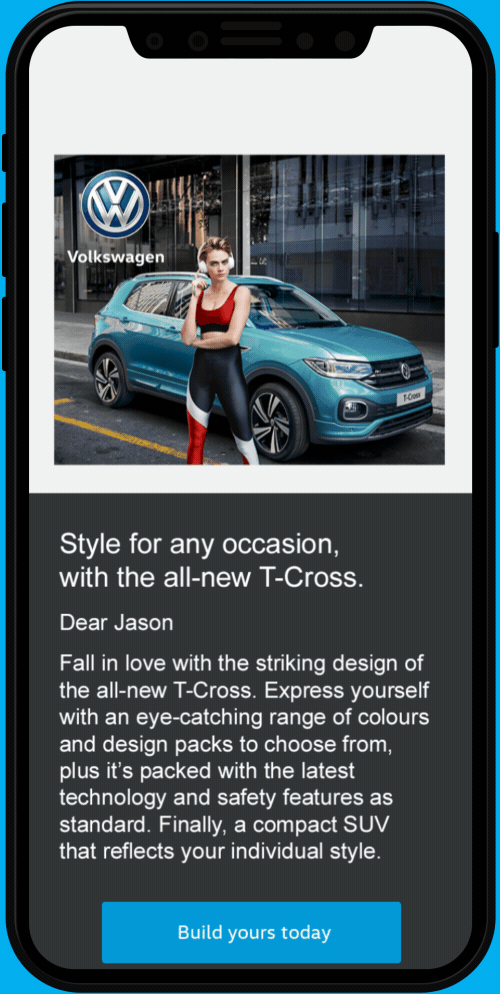 Volkswagen
T-Cross
Style for any occasion,
with the all-new T-Cross.
Dear Jason
Fall in love with the striking design of
the all-new T-Cross. Express yourself
with an eye-catching range of colours
and design packs to choose from,
plus it’s packed with the latest
technology and safety features as
standard. Finally, a compact SUV
that reflects your individual style.
Build yours today